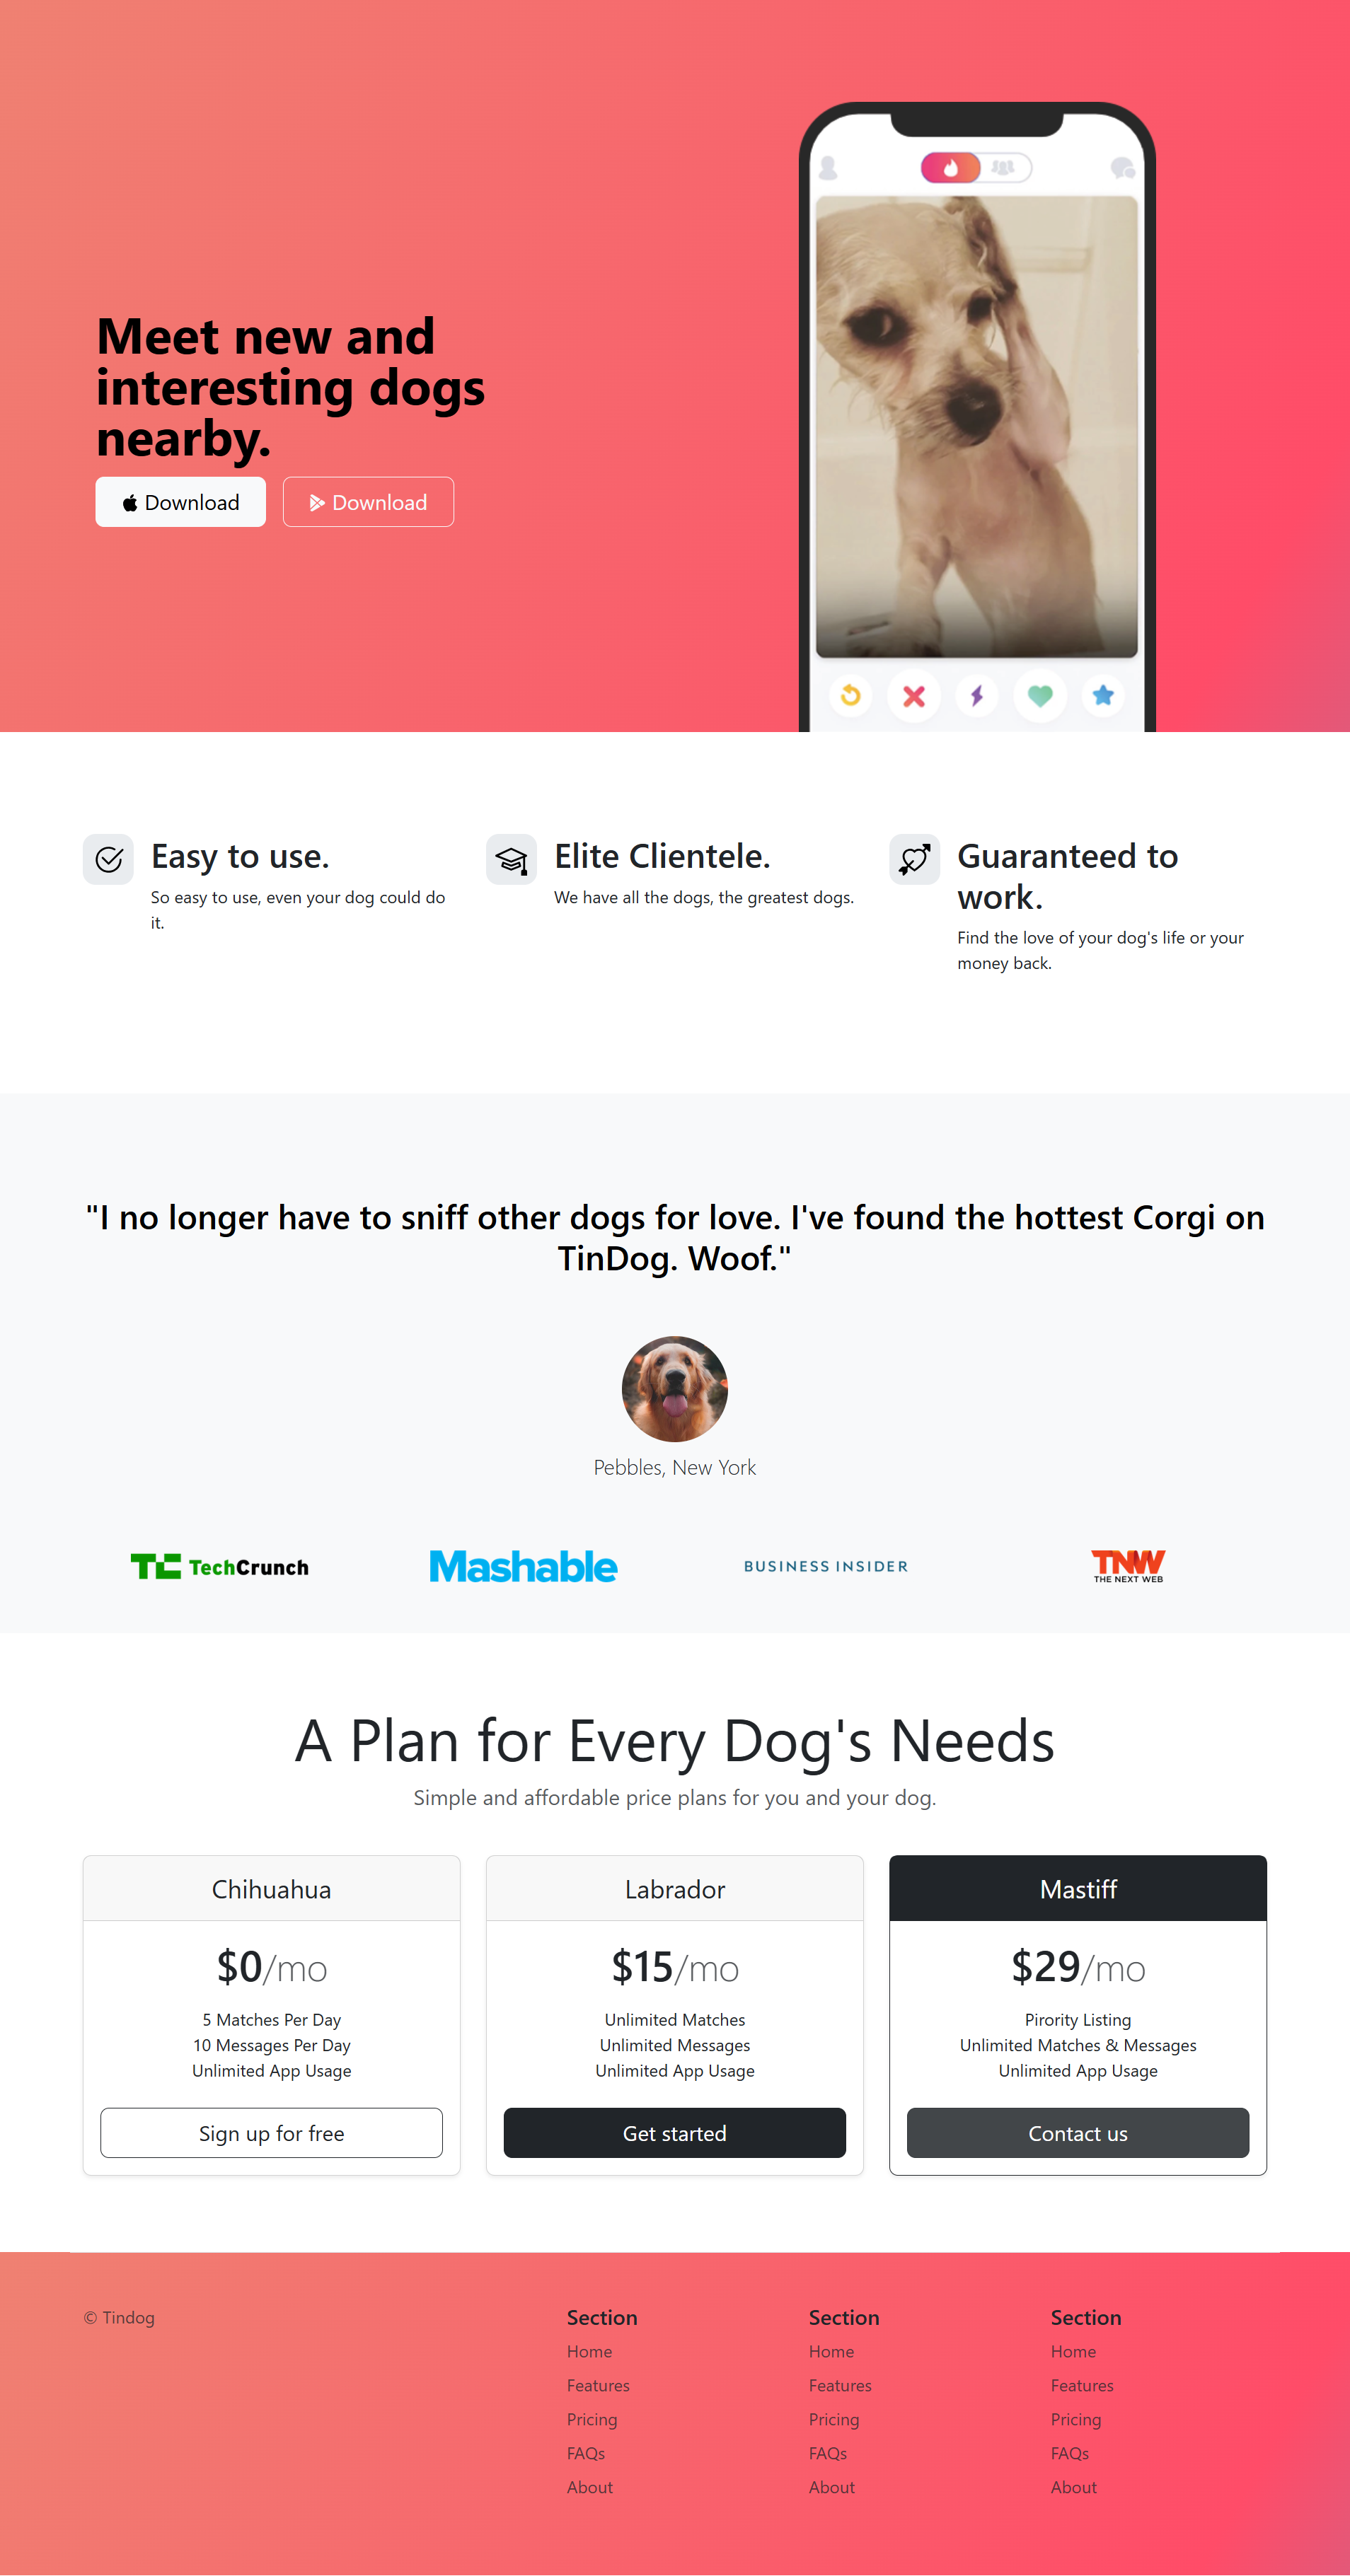 Meet new and
interesting dogs
nearby.
Download
Download
Easy to use.
So easy to use, even your dog could do
it.
Elite Clientele.
We have all the dogs, the greatest dogs.
Guaranteed to
work.
Find the love of your dog's life or your
money back.
"I no longer have to sniff other dogs for love. I've found the hottest Corgi on
TinDog. Woof."
Pebbles, New York
TC TechCrunch
Mashable
BUSINESS INSIDER
TNW
THE NEXT WEB
A Plan for Every Dog's Needs
Simple and affordable price plans for you and your dog.
Chihuahua
$0/mo
5 Matches Per Day
10 Messages Per Day
Unlimited App Usage
Sign up for free
Labrador
$15/mo
Unlimited Matches
Unlimited Messages
Unlimited App Usage
Get started
Mastiff
$29/mo
Pirority Listing
Unlimited Matches & Messages
Unlimited App Usage
Contact us
© Tindog
Section
Home
Features
Pricing
FAQs
About
Section
Home
Features
Pricing
FAQs
About
Section
Home
Features
Pricing
FAQs
About